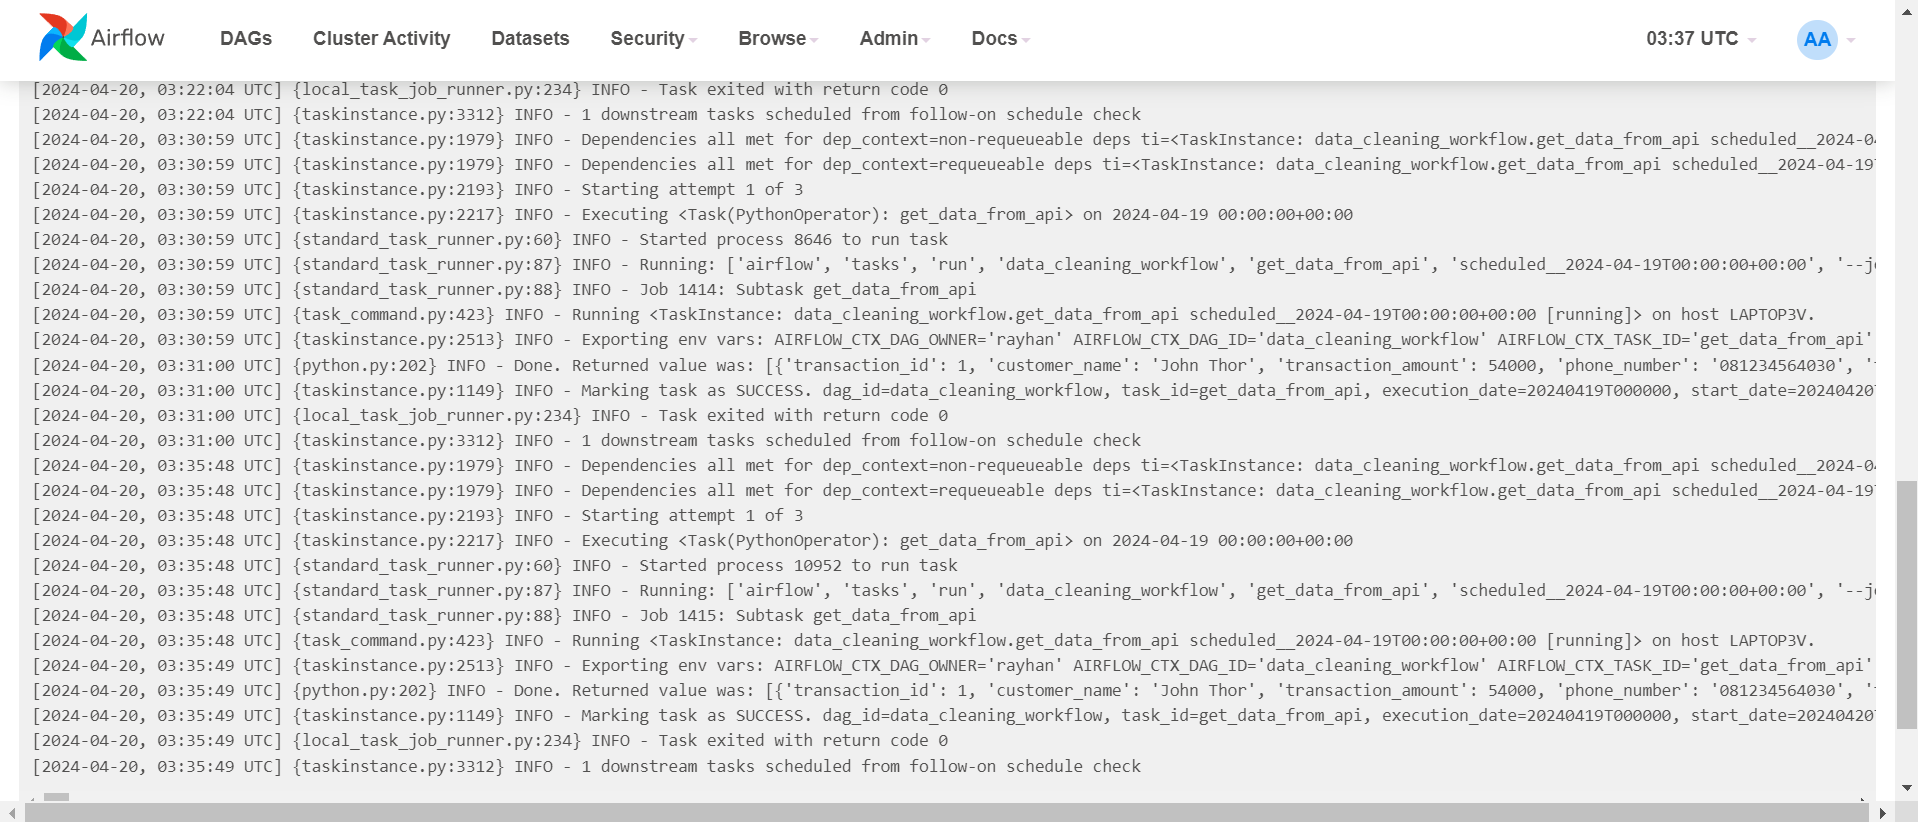 Airflow DAGs Cluster Activity Datasets Security Browse Admin Docs 03:37 UTC AA
[2024-04-20, 03:22:04 UTC] {local_task_job_runner.py:234} INFO - Task exited with return code 0
[2024-04-20, 03:22:04 UTC] {taskinstance.py:3312} INFO - 1 downstream tasks scheduled from follow-on schedule check
[2024-04-20, 03:30:59 UTC] {taskinstance.py:1979} INFO - Dependencies all met for dep_context=non-requeueable deps ti=<TaskInstance: data_cleaning_workflow.get_data_from_api scheduled__2024-04
[2024-04-20, 03:30:59 UTC] {taskinstance.py:1979} INFO - Dependencies all met for dep_context=requeueable deps ti=<TaskInstance: data_cleaning_workflow.get_data_from_api scheduled__2024-04-19T
[2024-04-20, 03:30:59 UTC] {taskinstance.py:2193} INFO - Starting attempt 1 of 3
[2024-04-20, 03:30:59 UTC] {taskinstance.py:2217} INFO - Executing <Task(PythonOperator): get_data_from_api> on 2024-04-19 00:00:00+00:00
[2024-04-20, 03:30:59 UTC] {standard_task_runner.py:60} INFO - Started process 8646 to run task
[2024-04-20, 03:30:59 UTC] {standard_task_runner.py:87} INFO - Running: ['airflow', 'tasks', 'run', 'data_cleaning_workflow', 'get_data_from_api', 'scheduled__2024-04-19T00:00:00+00:00', '--jo
[2024-04-20, 03:30:59 UTC] {standard_task_runner.py:88} INFO - Job 1414: Subtask get_data_from_api
[2024-04-20, 03:30:59 UTC] {task_command.py:423} INFO - Running <TaskInstance: data_cleaning_workflow.get_data_from_api scheduled__2024-04-19T00:00:00+00:00 [running]> on host LAPTOP3V.
[2024-04-20, 03:30:59 UTC] {taskinstance.py:2513} INFO - Exporting env vars: AIRFLOW_CTX_DAG_OWNER='rayhan' AIRFLOW_CTX_DAG_ID='data_cleaning_workflow' AIRFLOW_CTX_TASK_ID='get_data_from_api'
[2024-04-20, 03:31:00 UTC] {python.py:202} INFO - Done. Returned value was: [{'transaction_id': 1, 'customer_name': 'John Thor', 'transaction_amount': 54000, 'phone_number': '081234564030', '
[2024-04-20, 03:31:00 UTC] {taskinstance.py:1149} INFO - Marking task as SUCCESS. dag_id=data_cleaning_workflow, task_id=get_data_from_api, execution_date=20240419T000000, start_date=20240420T
[2024-04-20, 03:31:00 UTC] {local_task_job_runner.py:234} INFO - Task exited with return code 0
[2024-04-20, 03:31:00 UTC] {taskinstance.py:3312} INFO - 1 downstream tasks scheduled from follow-on schedule check
[2024-04-20, 03:35:48 UTC] {taskinstance.py:1979} INFO - Dependencies all met for dep_context=non-requeueable deps ti=<TaskInstance: data_cleaning_workflow.get_data_from_api scheduled__2024-04
[2024-04-20, 03:35:48 UTC] {taskinstance.py:1979} INFO - Dependencies all met for dep_context=requeueable deps ti=<TaskInstance: data_cleaning_workflow.get_data_from_api scheduled__2024-04-19T
[2024-04-20, 03:35:48 UTC] {taskinstance.py:2193} INFO - Starting attempt 1 of 3
[2024-04-20, 03:35:48 UTC] {taskinstance.py:2217} INFO - Executing <Task(PythonOperator): get_data_from_api> on 2024-04-19 00:00:00+00:00
[2024-04-20, 03:35:48 UTC] {standard_task_runner.py:60} INFO - Started process 10952 to run task
[2024-04-20, 03:35:48 UTC] {standard_task_runner.py:87} INFO - Running: ['airflow', 'tasks', 'run', 'data_cleaning_workflow', 'get_data_from_api', 'scheduled__2024-04-19T00:00:00+00:00', '--jo
[2024-04-20, 03:35:48 UTC] {standard_task_runner.py:88} INFO - Job 1415: Subtask get_data_from_api
[2024-04-20, 03:35:48 UTC] {task_command.py:423} INFO - Running <TaskInstance: data_cleaning_workflow.get_data_from_api scheduled__2024-04-19T00:00:00+00:00 [running]> on host LAPTOP3V.
[2024-04-20, 03:35:49 UTC] {taskinstance.py:2513} INFO - Exporting env vars: AIRFLOW_CTX_DAG_OWNER='rayhan' AIRFLOW_CTX_DAG_ID='data_cleaning_workflow' AIRFLOW_CTX_TASK_ID='get_data_from_api'
[2024-04-20, 03:35:49 UTC] {python.py:202} INFO - Done. Returned value was: [{'transaction_id': 1, 'customer_name': 'John Thor', 'transaction_amount': 54000, 'phone_number': '081234564030', '
[2024-04-20, 03:35:49 UTC] {taskinstance.py:1149} INFO - Marking task as SUCCESS. dag_id=data_cleaning_workflow, task_id=get_data_from_api, execution_date=20240419T000000, start_date=20240420T
[2024-04-20, 03:35:49 UTC] {local_task_job_runner.py:234} INFO - Task exited with return code 0
[2024-04-20, 03:35:49 UTC] {taskinstance.py:3312} INFO - 1 downstream tasks scheduled from follow-on schedule check